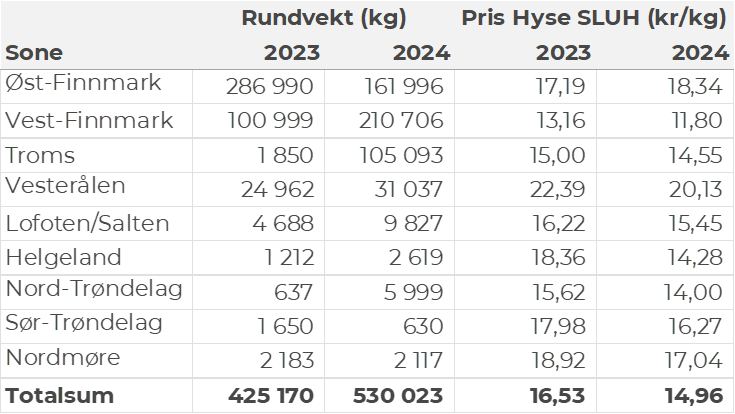 Rundvekt (kg) Pris Hyse SLUH (kr/kg)
Sone 2023 2024 2023 2024
Øst-Finnmark 286 990 161 996 17,19 18,34
Vest-Finnmark 100 999 210 706 13,16 11,80
Troms 1 850 105 093 15,00 14,55
Vesterålen 24 962 31 037 22,39 20,13
Lofoten/Salten 4 688 9 827 16,22 15,45
Helgeland 1 212 2 619 18,36 14,28
Nord-Trøndelag 637 5 999 15,62 14,00
Sør-Trøndelag 1 650 630 17,98 16,27
Nordmøre 2 183 2 117 18,92 17,04
Totalsum 425 170 530 023 16,53 14,96